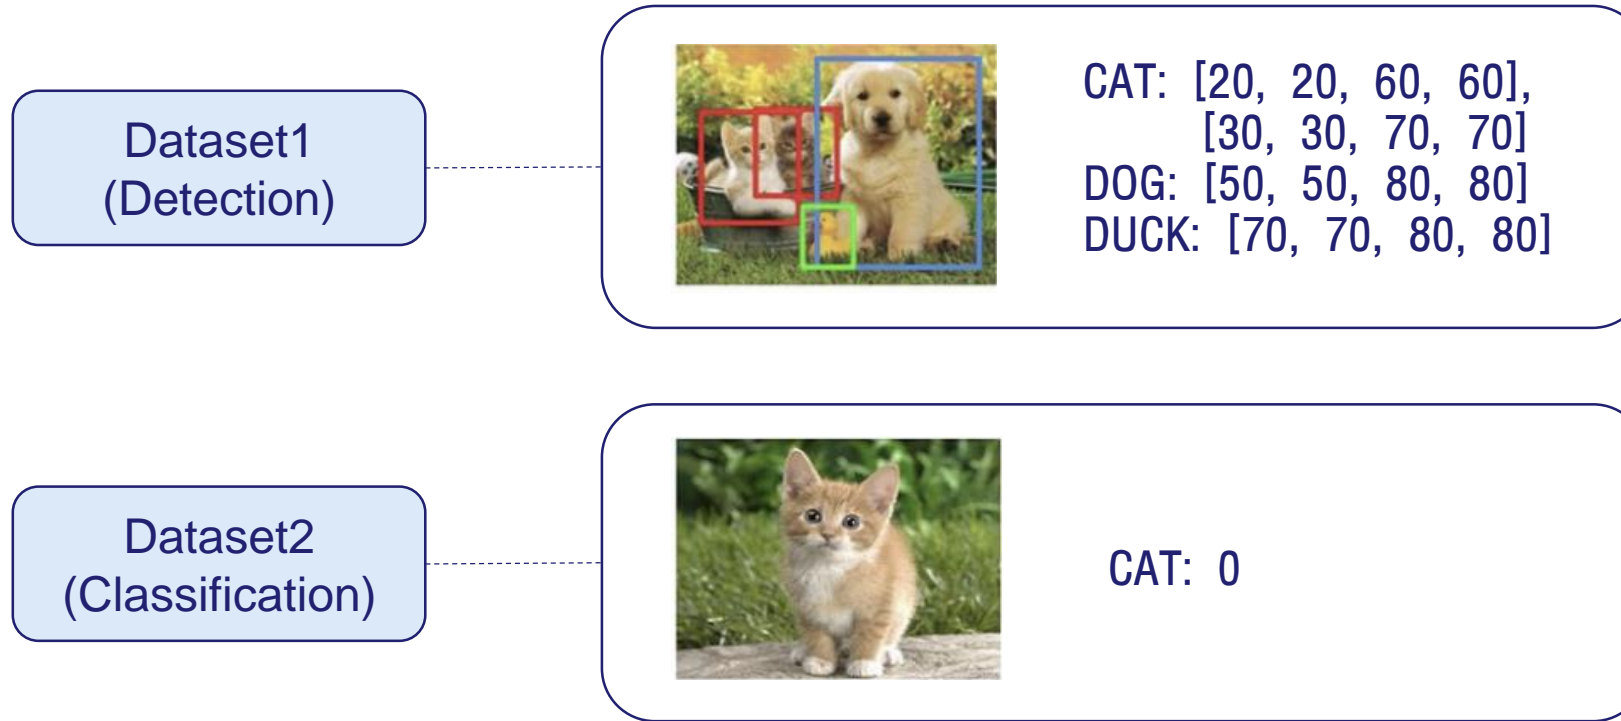 Dataset1
(Detection)
CAT: [20, 20, 60, 60],
[30, 30, 70, 70]
DOG: [50, 50, 80, 80]
DUCK: [70, 70, 80, 80]
Dataset2
(Classification)
CAT: 0